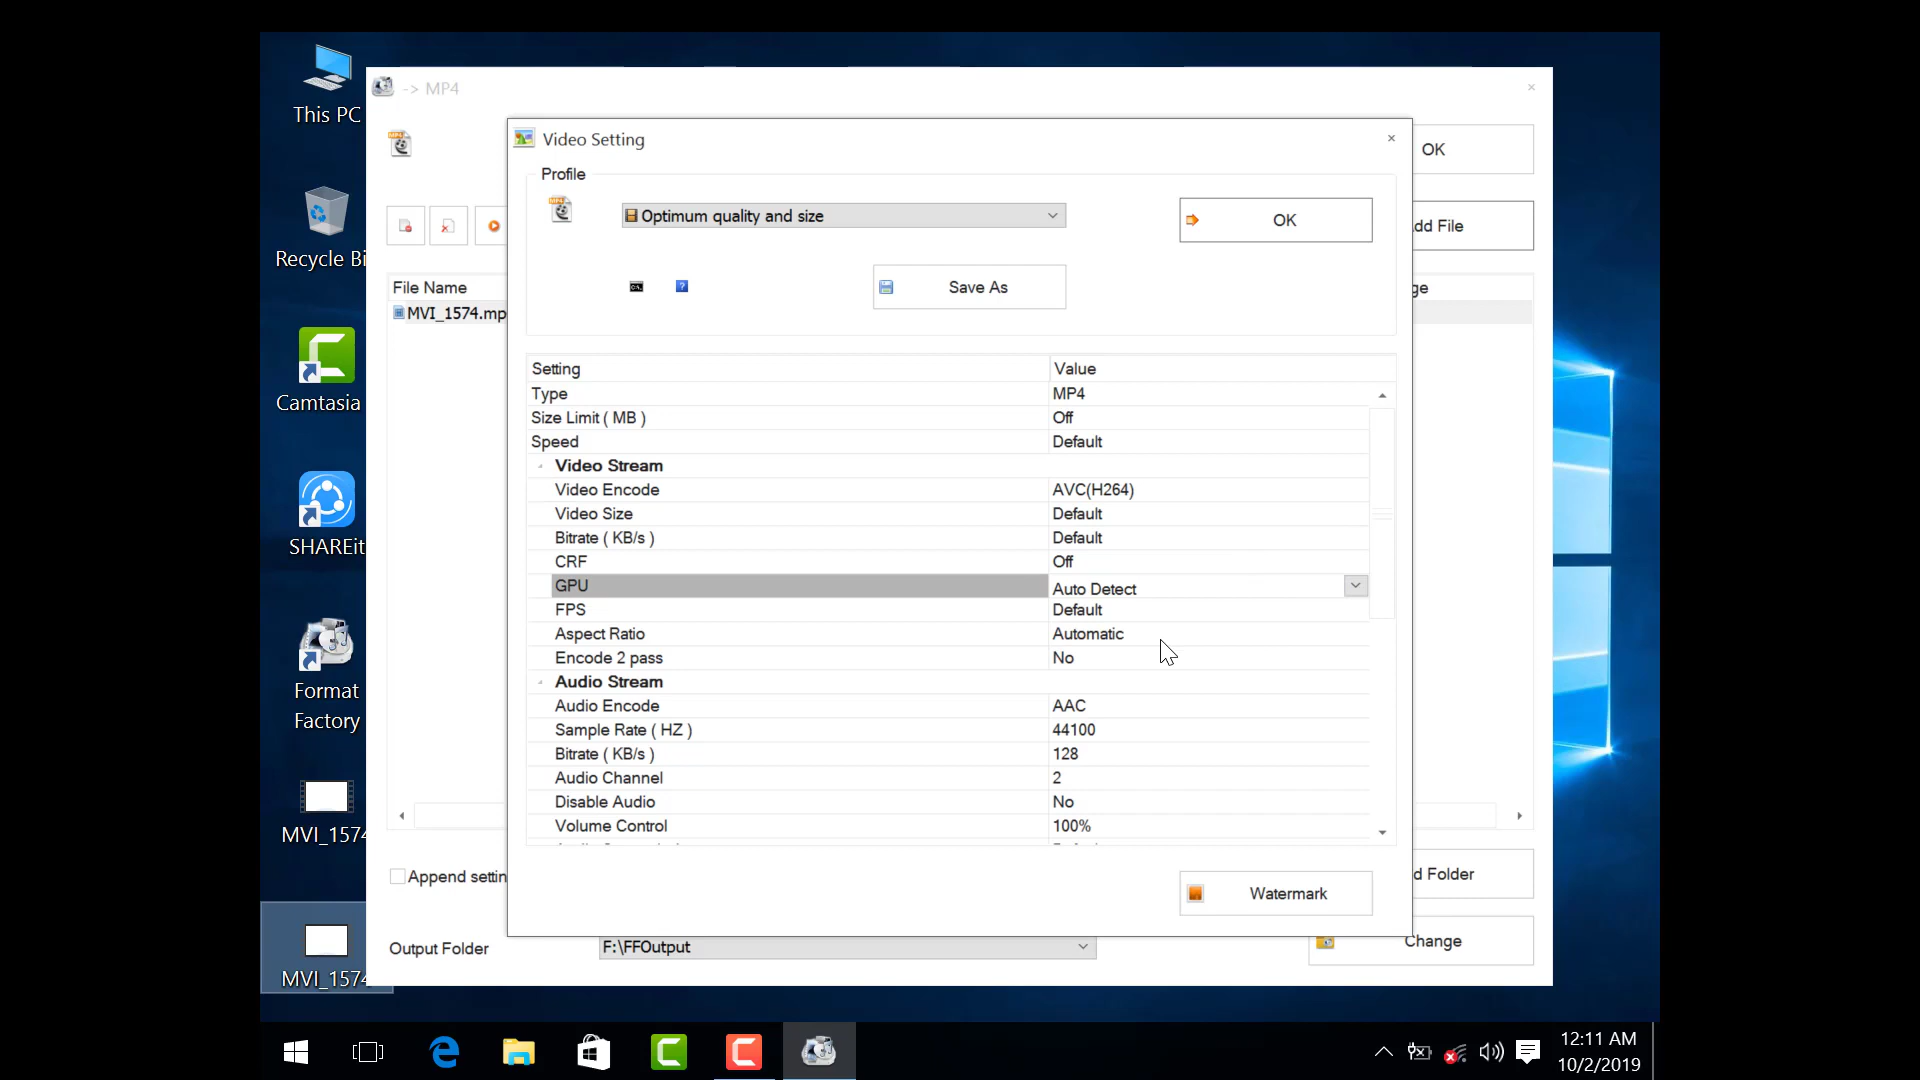 This PC
Recycle Bi
Camtasia
SHAREit
Format
Factory
MVI_1574
MVI_1574
-> MP4
OK
dd File
File Name
ge
MVI_1574.mp
Append settin
d Folder
Output Folder
F:\FFOutput
Change
Video Setting
Profile
Optimum quality and size
OK
Save As
Setting Value
Type MP4
Size Limit ( MB ) Off
Speed Default
Video Stream
Video Encode AVC(H264)
Video Size Default
Bitrate ( KB/s ) Default
CRF Off
GPU Auto Detect
FPS Default
Aspect Ratio Automatic
Encode 2 pass No
Audio Stream
Audio Encode AAC
Sample Rate ( HZ ) 44100
Bitrate ( KB/s ) 128
Audio Channel 2
Disable Audio No
Volume Control 100%
Watermark
12:11 AM
10/2/2019